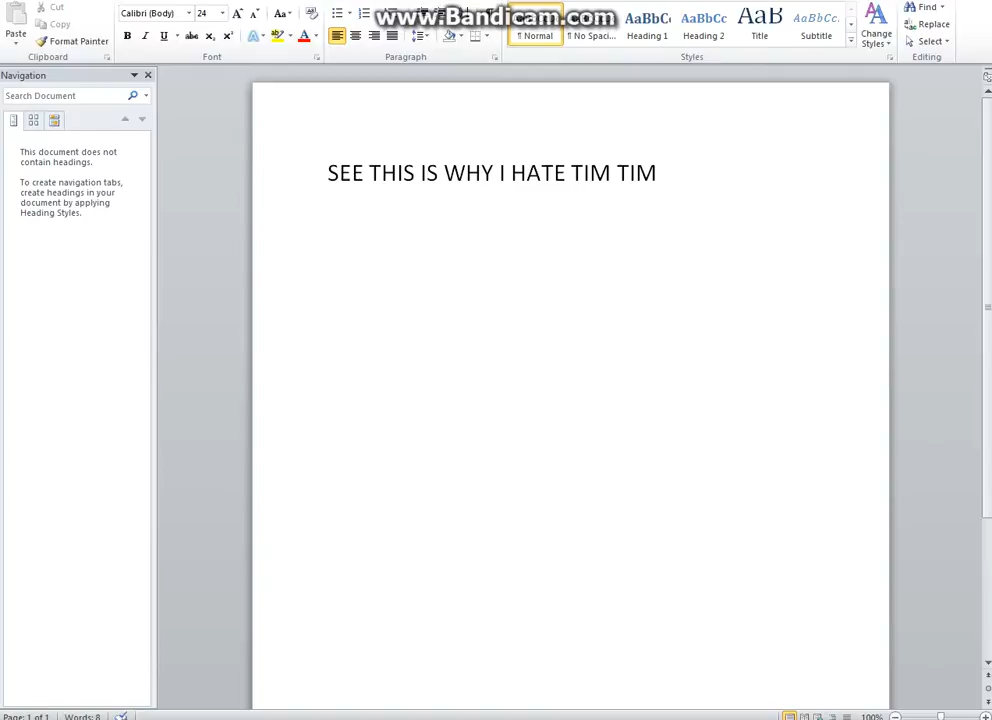 www.Bandicam.com
Cut
Copy
Paste
Format Painter
Clipboard
Calibri (Body)
24
Font
Paragraph
¶ Normal
¶ No Spaci...
AaBbC
Heading 1
AaBbCc
Heading 2
AaB
Title
AaBbCc.
Subtitle
Change
Styles
Styles
Find
Replace
Select
Editing
Navigation
Search Document
This document does not
contain headings.
To create navigation tabs,
create headings in your
document by applying
Heading Styles.
SEE THIS IS WHY I HATE TIM TIM
Page: 1 of 1
Words: 8
100%